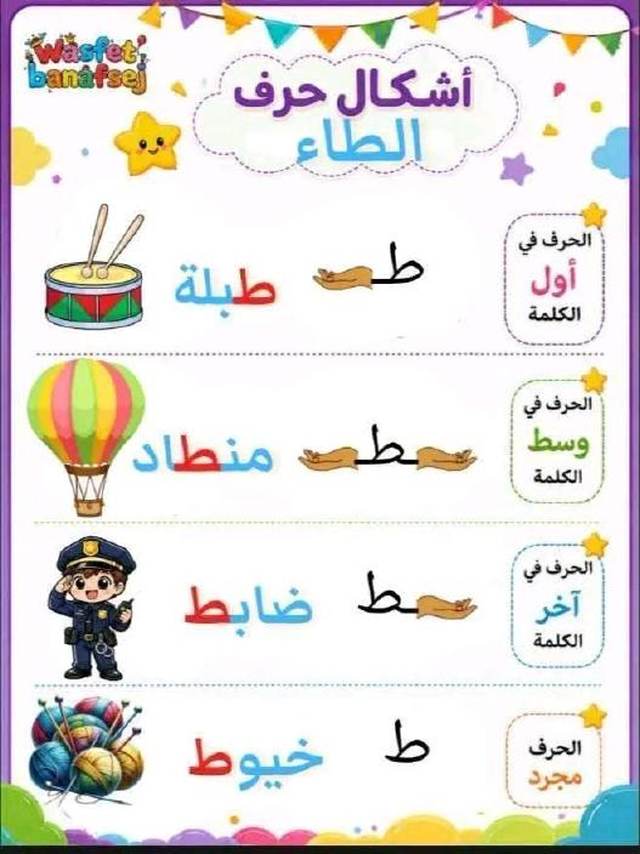 Wasfet
banafsej
أشكال حرف
الطاء
الحرف في
أول
الكلمة
ط
طبلة
الحرف في
وسط
الكلمة
ـطـ
منطاد
الحرف في
آخر
الكلمة
ـط
ضابط
الحرف
مجرد
ط
خيوط